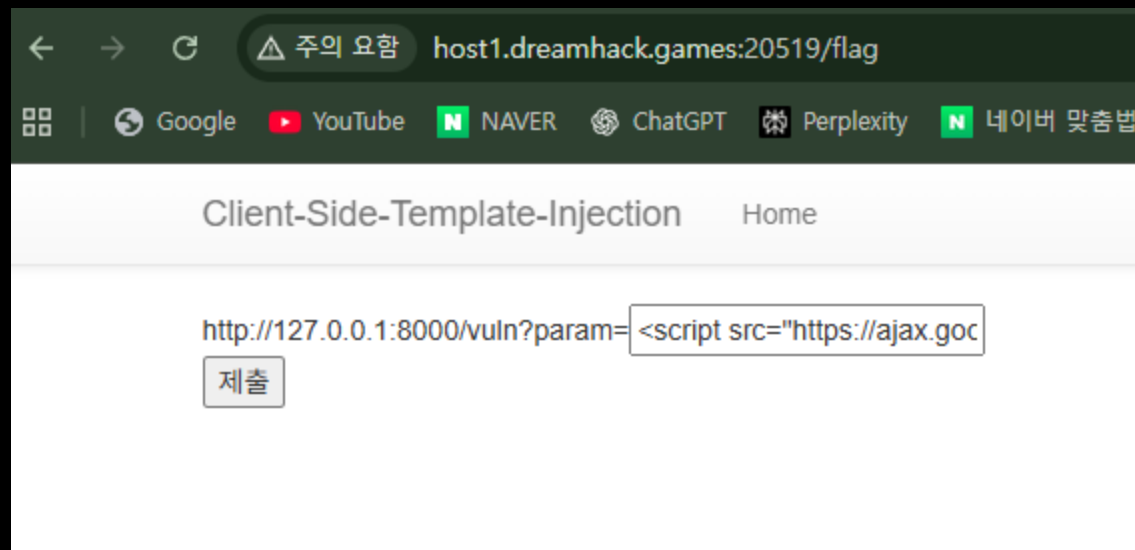 주의 요함 host1.dreamhack.games:20519/flag
Google YouTube N NAVER ChatGPT Perplexity N 네이버 맞춤법
Client-Side-Template-Injection Home
http://127.0.0.1:8000/vuln?param= <script src="https://ajax.goo
제출